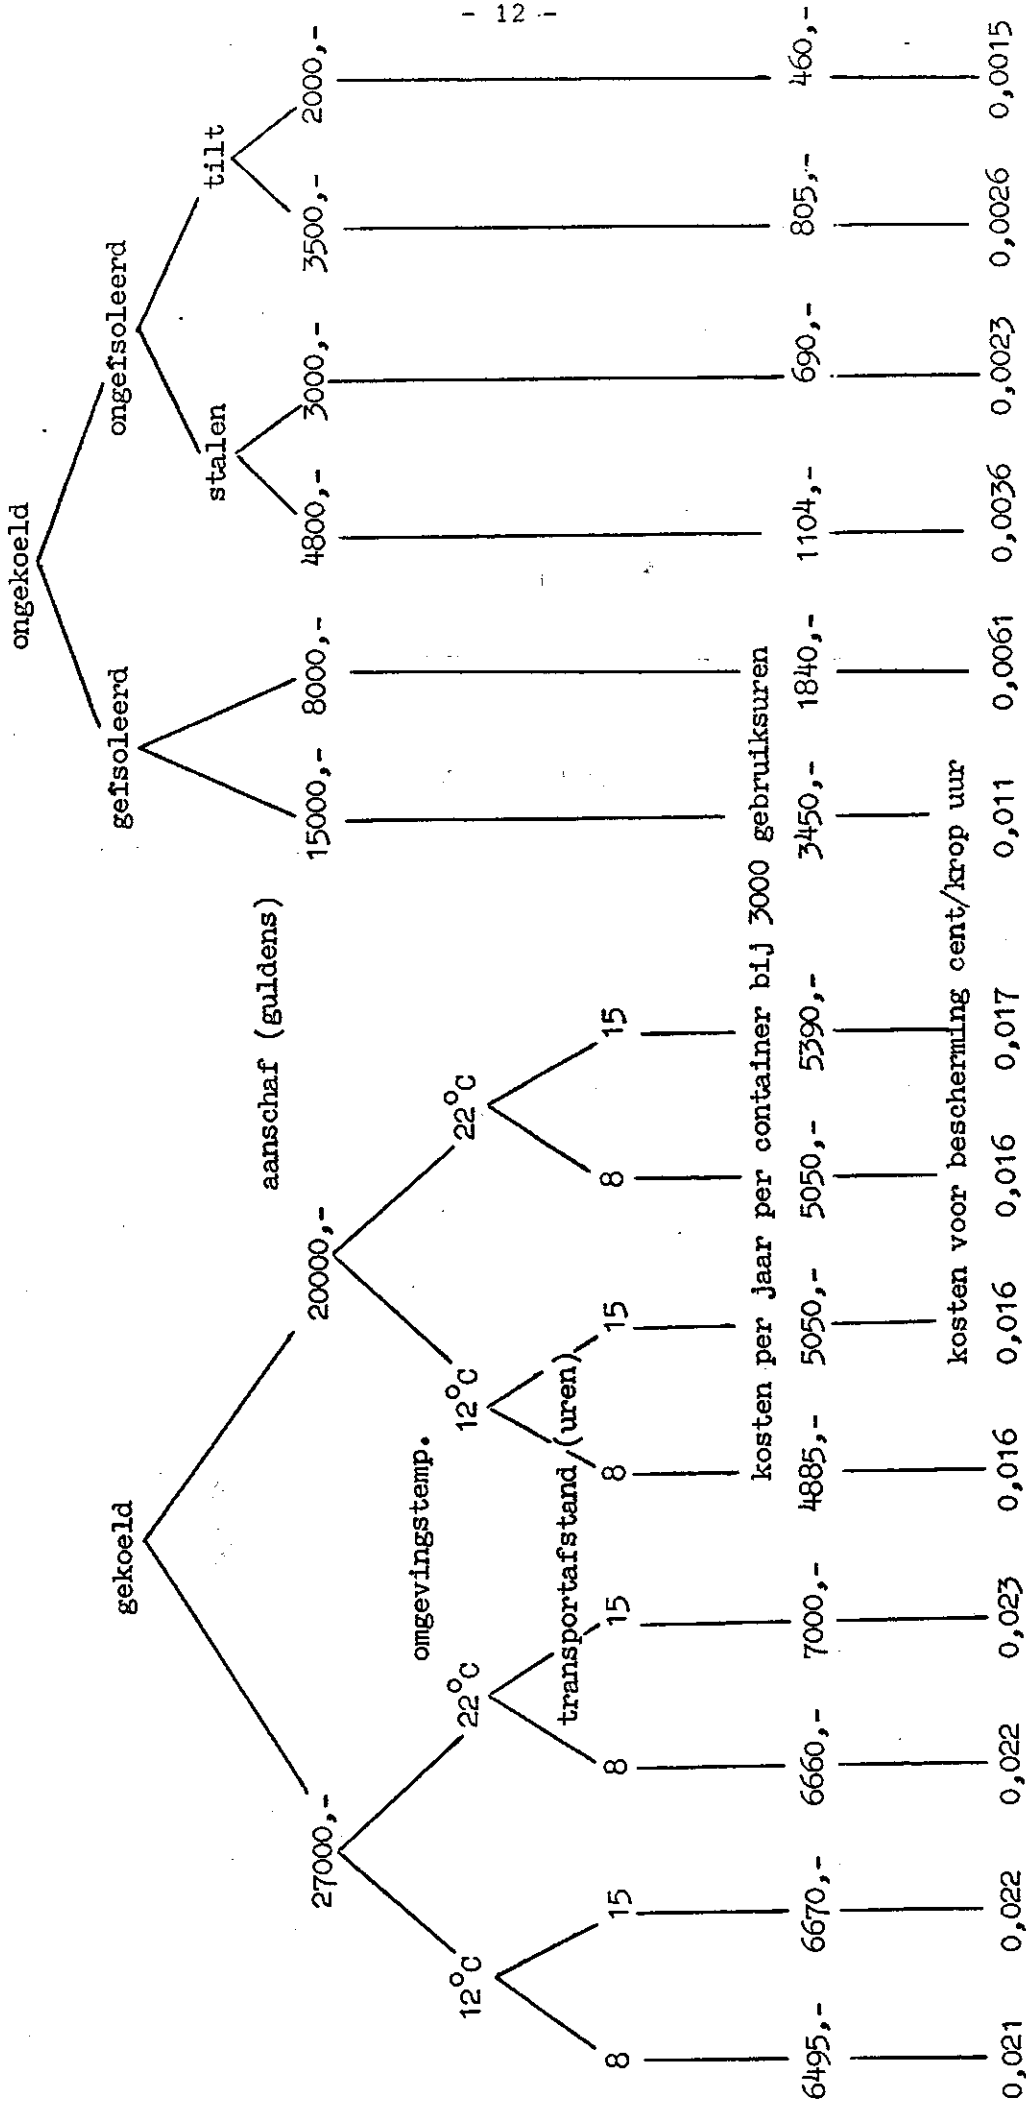 - 12 -
ongekoeld
gekoeld geïsoleerd ongeïsoleerd
stalen tilt
aanschaf (guldens)
27000,- 20000,- 15000,- 8000,- 4800,- 3000,- 3500,- 2000,-
omgevingstemp.
12°C 22°C 12°C 22°C
transportafstand (uren)
8 15 8 15 8 15 8 15
kosten per jaar per container bij 3000 gebruiksuren
6495,- 6670,- 6660,- 7000,- 4885,- 5050,- 5050,- 5390,- 3450,- 1840,- 1104,- 690,- 805,- 460,-
kosten voor bescherming cent/krop uur
0,021 0,022 0,022 0,023 0,016 0,016 0,016 0,017 0,011 0,0061 0,0036 0,0023 0,0026 0,0015